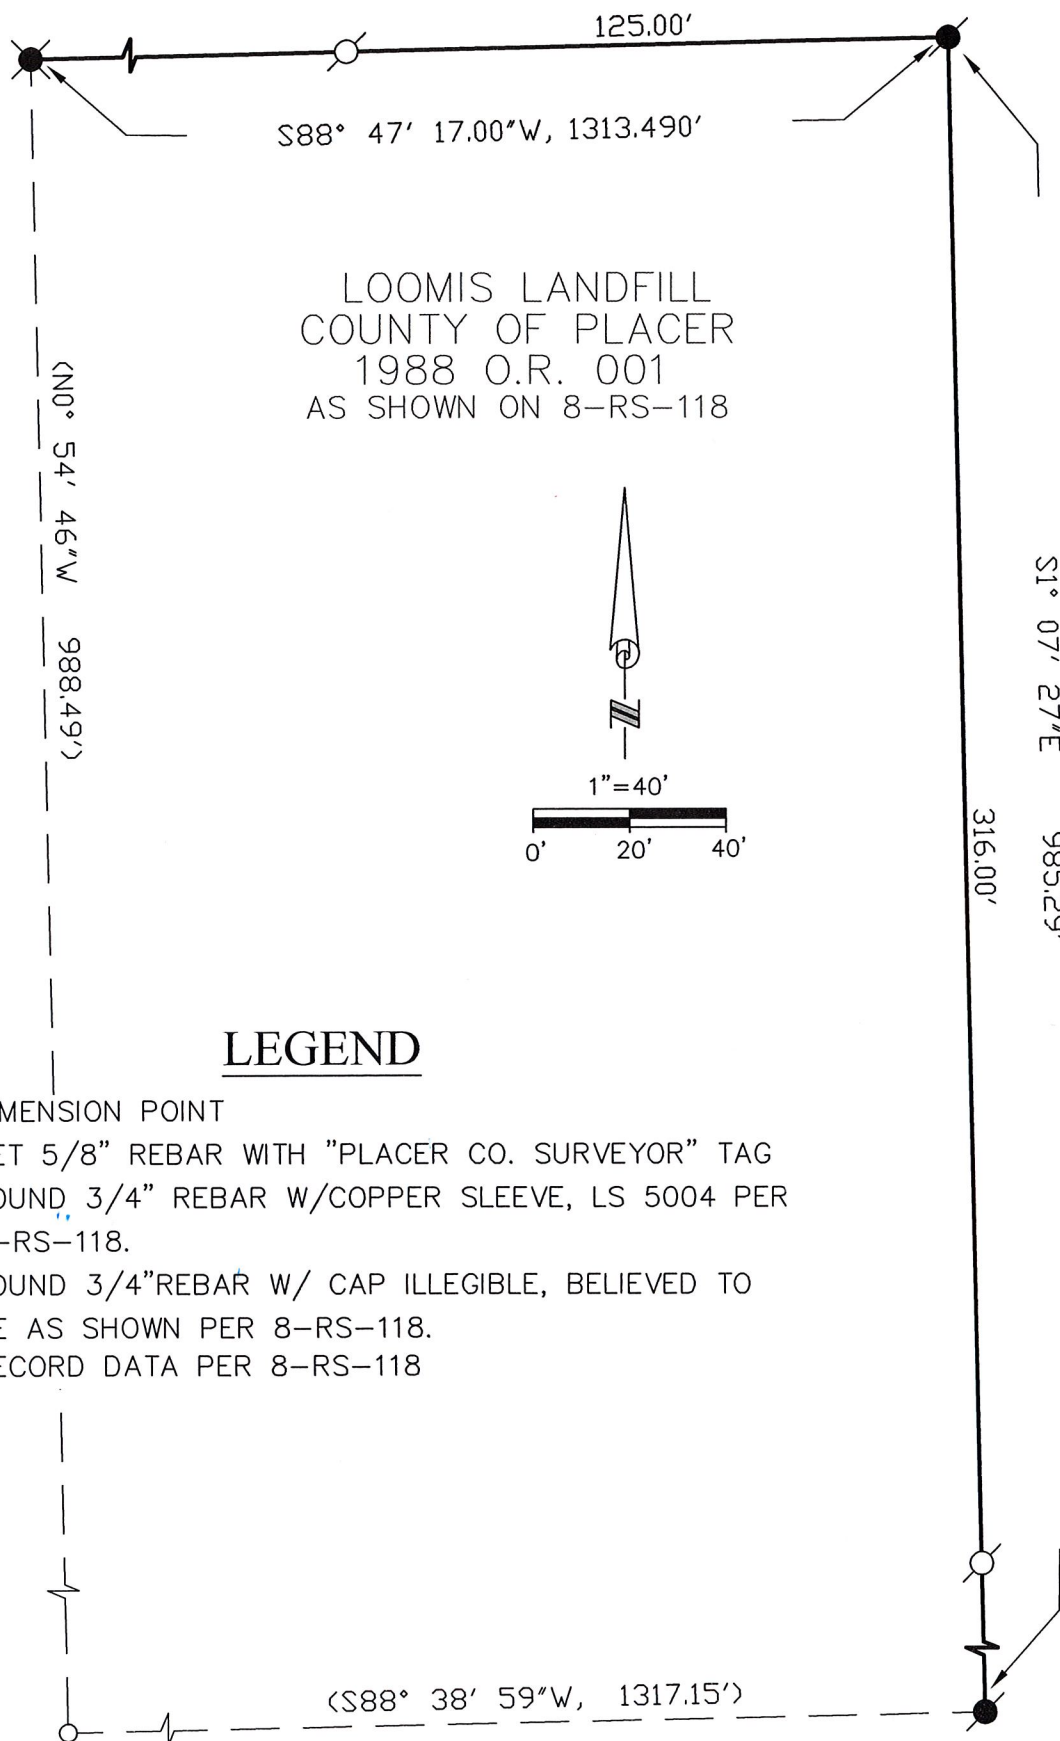 125.00'
S88° 47' 17.00"W, 1313.490'
LOOMIS LANDFILL
COUNTY OF PLACER
1988 O.R. 001
AS SHOWN ON 8-RS-118
(N0° 54' 46"W 988.49')
S1° 07' 27"E 985.29'
N
1"=40'
0' 20' 40'
316.00'
LEGEND
MENSION POINT
ET 5/8" REBAR WITH "PLACER CO. SURVEYOR" TAG
OUND 3/4" REBAR W/COPPER SLEEVE, LS 5004 PER
-RS-118.
OUND 3/4"REBAR W/ CAP ILLEGIBLE, BELIEVED TO
E AS SHOWN PER 8-RS-118.
ECORD DATA PER 8-RS-118
(S88° 38' 59"W, 1317.15')